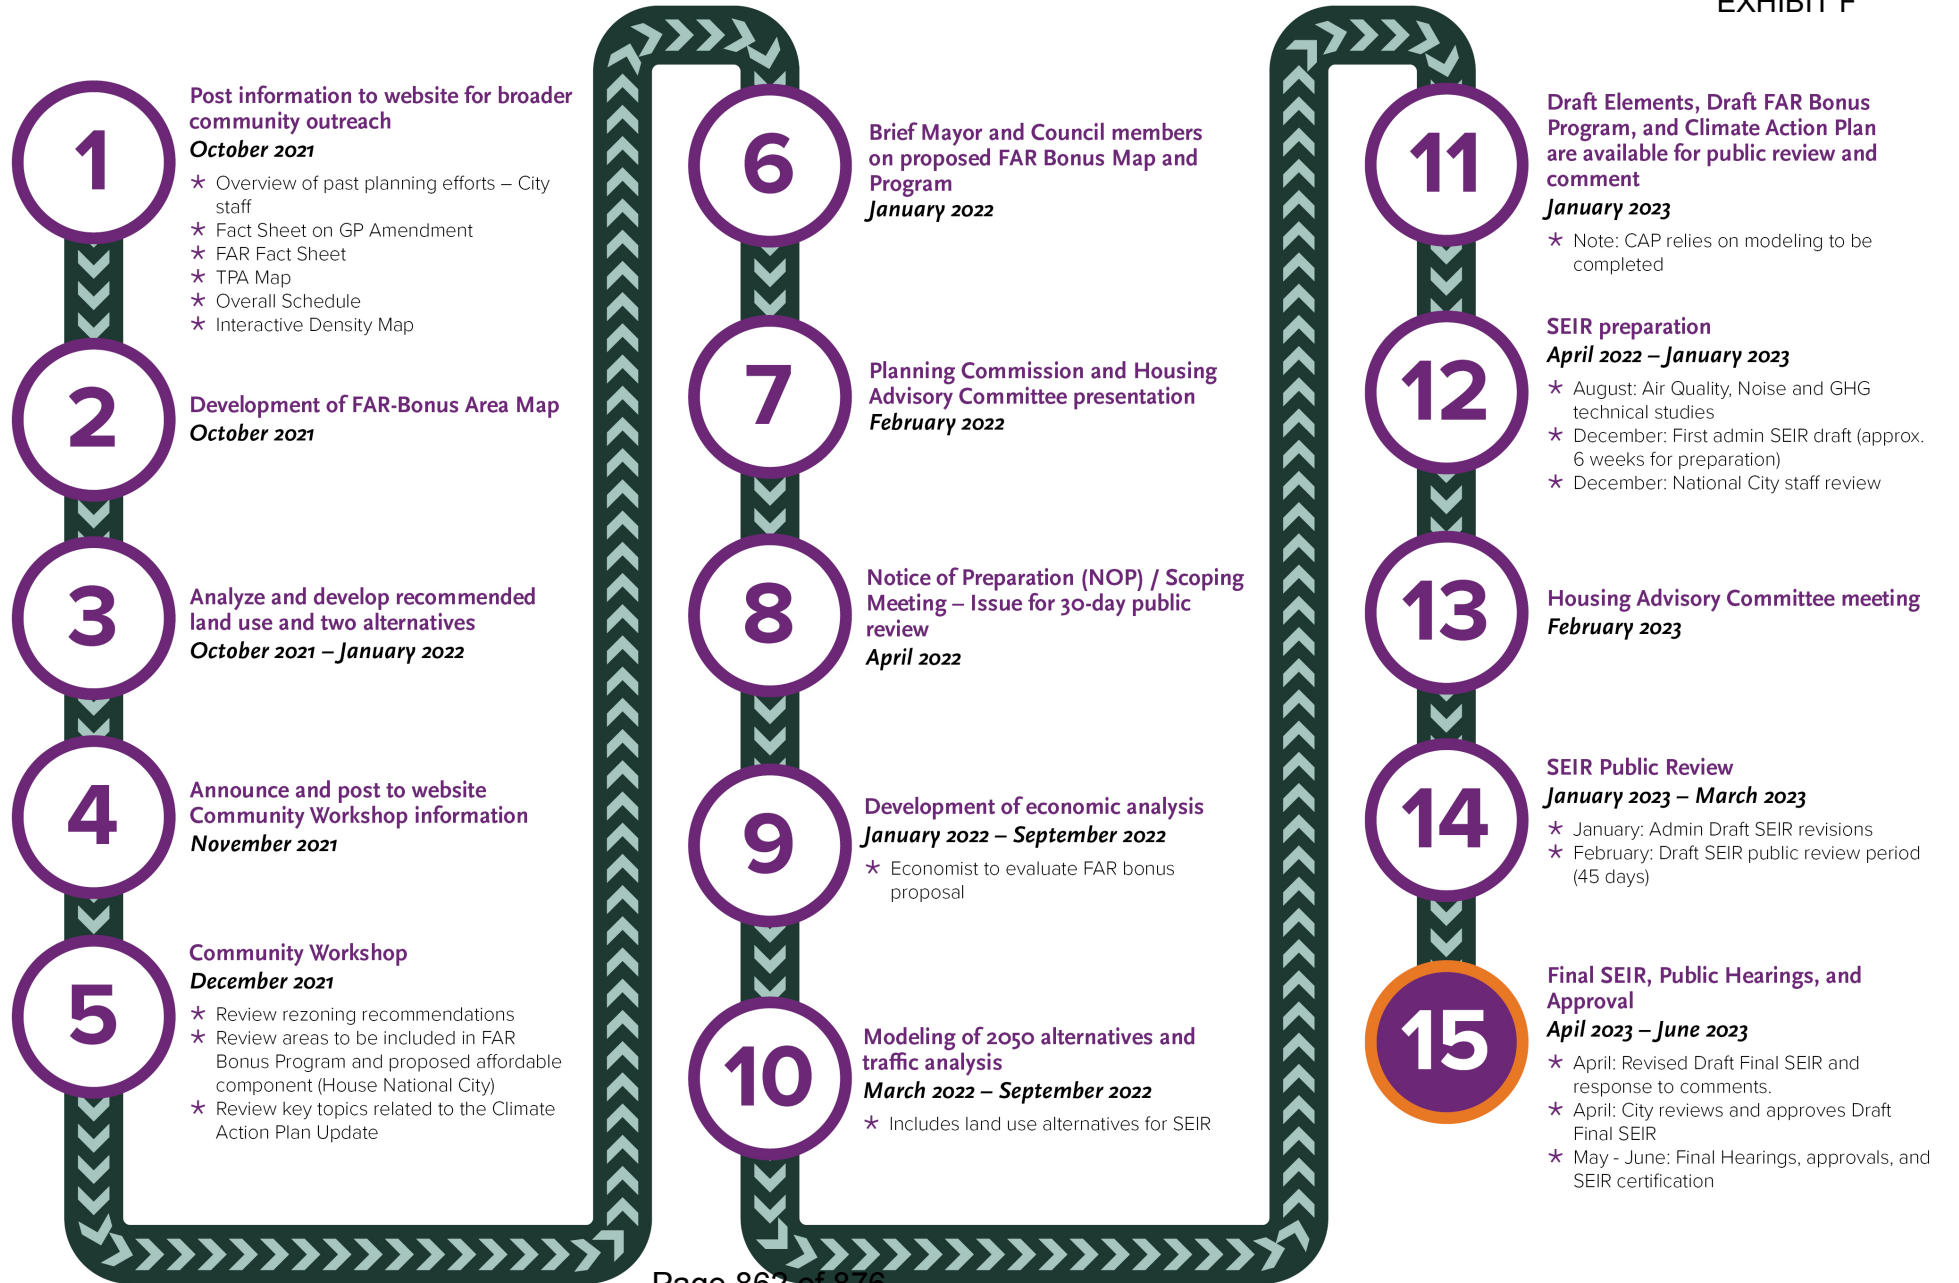 EXHIBIT F
1
Post information to website for broader
community outreach
October 2021
* Overview of past planning efforts – City
staff
* Fact Sheet on GP Amendment
* FAR Fact Sheet
* TPA Map
* Overall Schedule
* Interactive Density Map
2
Development of FAR-Bonus Area Map
October 2021
3
Analyze and develop recommended
land use and two alternatives
October 2021 – January 2022
4
Announce and post to website
Community Workshop information
November 2021
5
Community Workshop
December 2021
* Review rezoning recommendations
* Review areas to be included in FAR
Bonus Program and proposed affordable
component (House National City)
* Review key topics related to the Climate
Action Plan Update
6
Brief Mayor and Council members
on proposed FAR Bonus Map and
Program
January 2022
7
Planning Commission and Housing
Advisory Committee presentation
February 2022
8
Notice of Preparation (NOP) / Scoping
Meeting – Issue for 30-day public
review
April 2022
9
Development of economic analysis
January 2022 – September 2022
* Economist to evaluate FAR bonus
proposal
10
Modeling of 2050 alternatives and
traffic analysis
March 2022 – September 2022
* Includes land use alternatives for SEIR
11
Draft Elements, Draft FAR Bonus
Program, and Climate Action Plan
are available for public review and
comment
January 2023
* Note: CAP relies on modeling to be
completed
12
SEIR preparation
April 2022 – January 2023
* August: Air Quality, Noise and GHG
technical studies
* December: First admin SEIR draft (approx.
6 weeks for preparation)
* December: National City staff review
13
Housing Advisory Committee meeting
February 2023
14
SEIR Public Review
January 2023 – March 2023
* January: Admin Draft SEIR revisions
* February: Draft SEIR public review period
(45 days)
15
Final SEIR, Public Hearings, and
Approval
Apil 2023 – June 2023
* April: Revised Draft Final SEIR and
response to comments.
* April: City reviews and approves Draft
Final SEIR
* May - June: Final Hearings, approvals, and
SEIR certification
Page 862 of 876